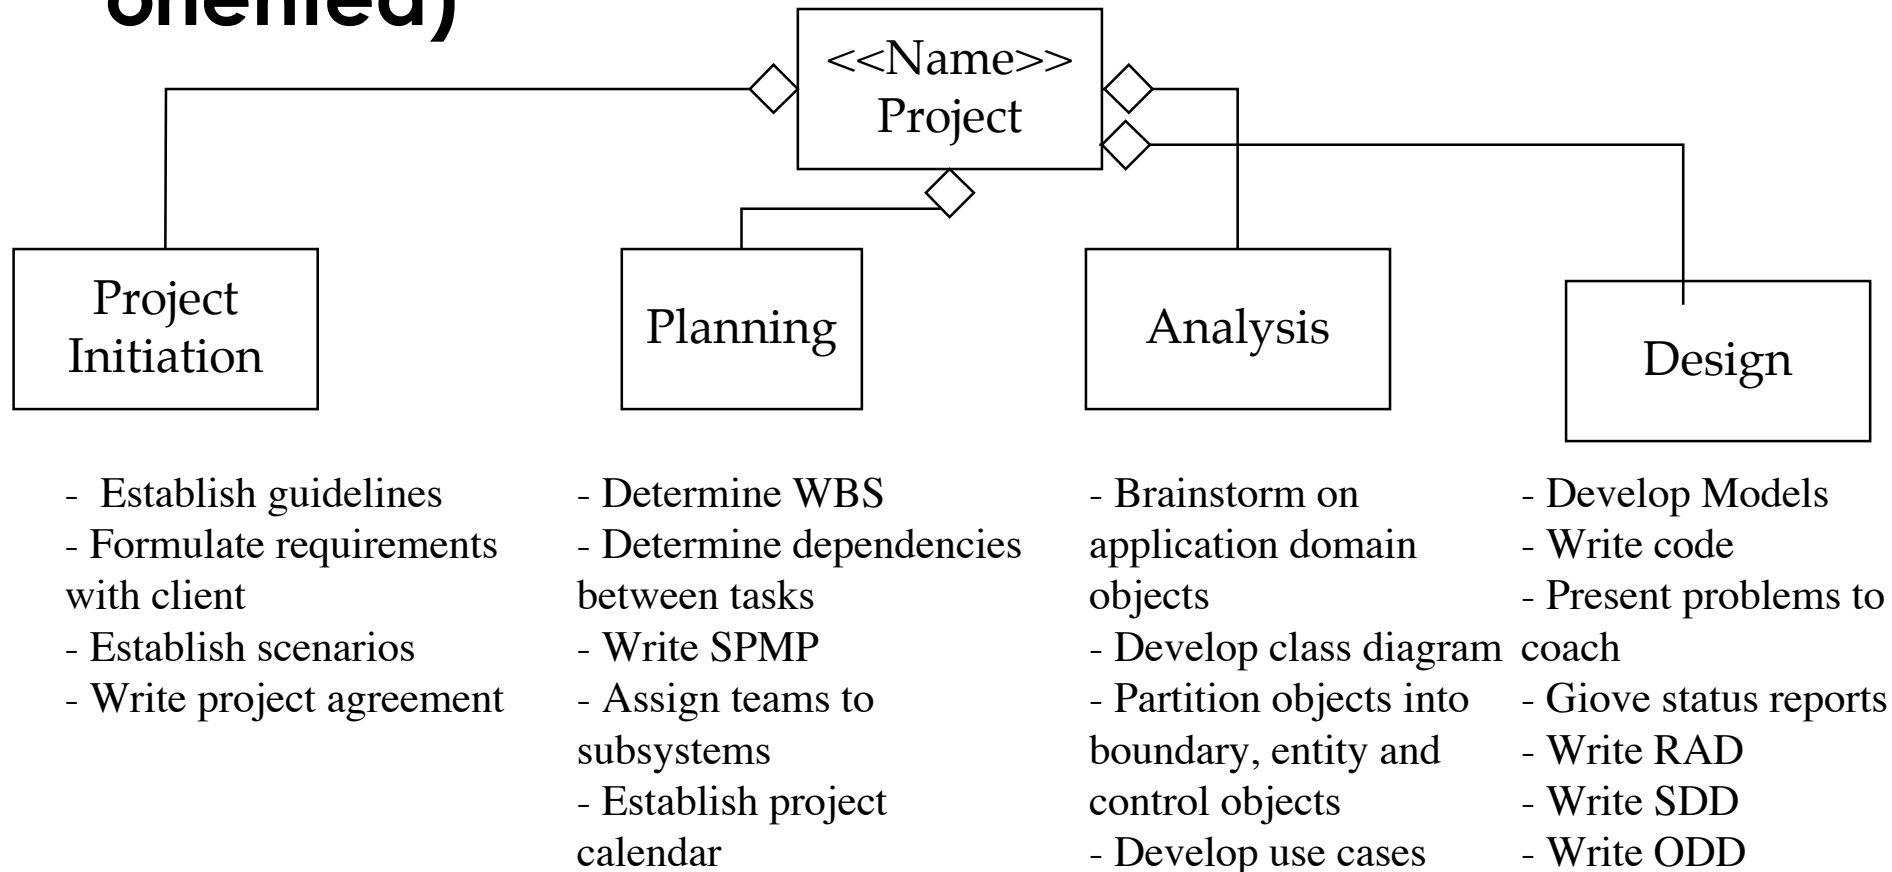 oriented)
<<Name>>
Project
Project
Initiation
Planning
Analysis
Design
- Establish guidelines
- Formulate requirements
with client
- Establish scenarios
- Write project agreement
- Determine WBS
- Determine dependencies
between tasks
- Write SPMP
- Assign teams to
subsystems
- Establish project
calendar
- Brainstorm on
application domain
objects
- Develop class diagram
- Partition objects into
boundary, entity and
control objects
- Develop use cases
- Develop Models
- Write code
- Present problems to
coach
- Giove status reports
- Write RAD
- Write SDD
- Write ODD